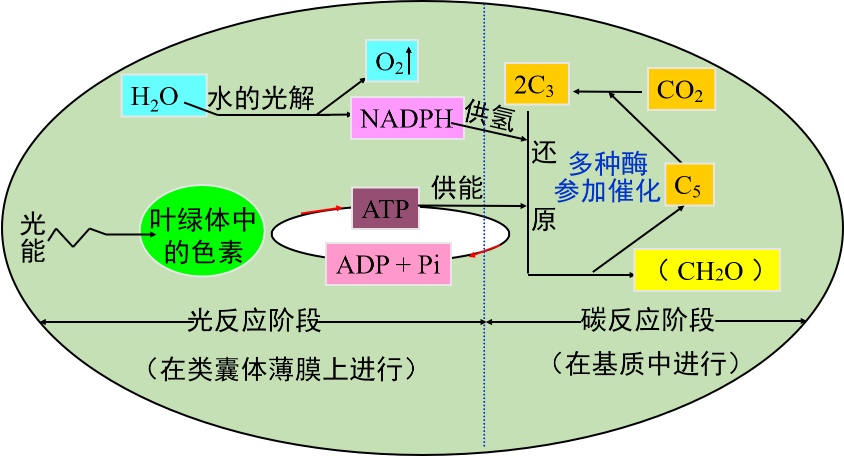 O₂↑
H₂O
水的光解
NADPH
供氢
2C₃
CO₂
还
原
多种酶
参加催化
C₅
光
能
叶绿体中
的色素
ATP
供能
ADP + Pi
（ CH2O ）
光反应阶段
碳反应阶段
（在类囊体薄膜上进行）
（在基质中进行）